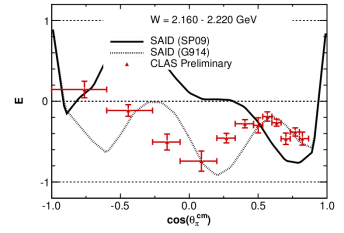 W = 2.160 - 2.220 GeV
SAID (SP09)
SAID (G914)
CLAS Preliminary
1
0
-1
E
-1.0 -0.5 0.0 0.5 1.0
cos(θπcm)